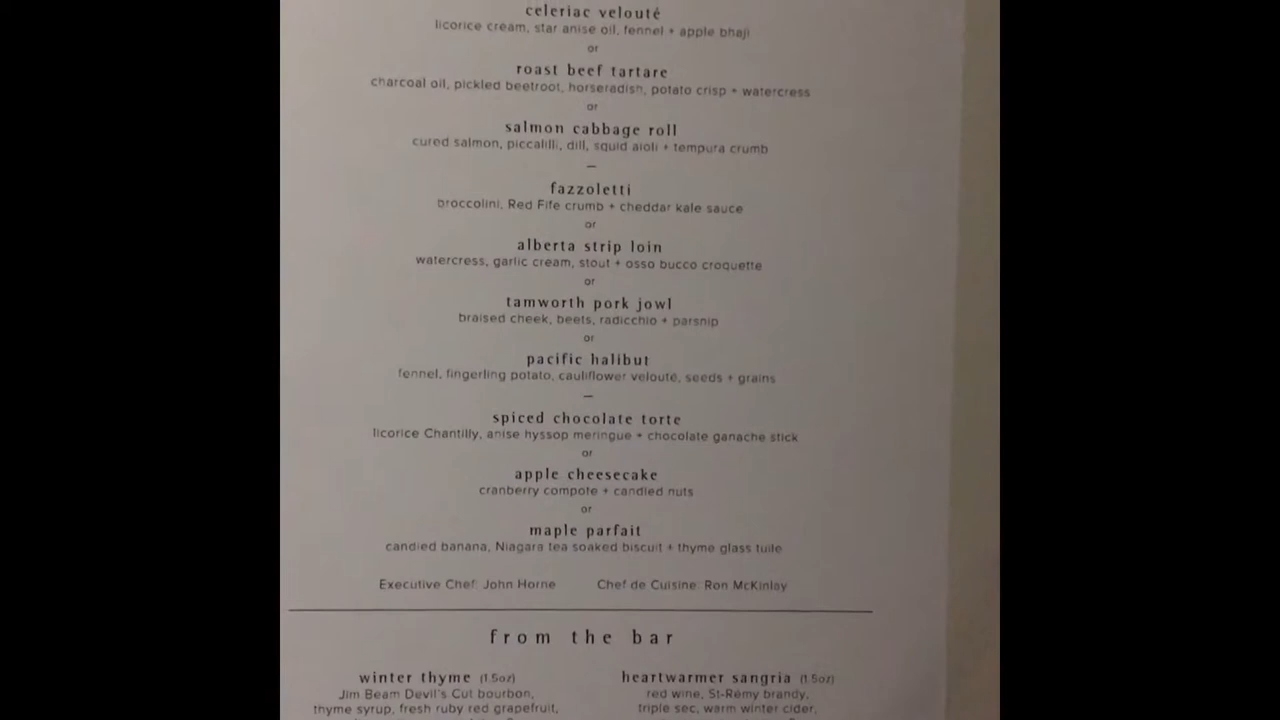 celeriac velouté
licorice cream, star anise oil, fennel + apple bhaji
or
roast beef tartare
charcoal oil, pickled beetroot, horseradish, potato crisp + watercress
or
salmon cabbage roll
cured salmon, piccalilli, dill, squid aioli + tempura crumb
—
fazzoletti
broccolini, Red Fife crumb + cheddar kale sauce
or
alberta strip loin
watercress, garlic cream, stout + osso bucco croquette
or
tamworth pork jowl
braised cheek, beets, radicchio + parsnip
or
pacific halibut
fennel, fingerling potato, cauliflower velouté, seeds + grains
—
spiced chocolate torte
licorice Chantilly, anise hyssop meringue + chocolate ganache stick
or
apple cheesecake
cranberry compote + candied nuts
or
maple parfait
candied banana, Niagara tea soaked biscuit + thyme glass tuile
Executive Chef: John Horne Chef de Cuisine: Ron McKinlay
from the bar
winter thyme (1.5oz) heartwarmer sangria (1.5oz)
Jim Beam Devil's Cut bourbon, red wine, St-Rémy brandy,
thyme syrup, fresh ruby red grapefruit, triple sec, warm winter cider,